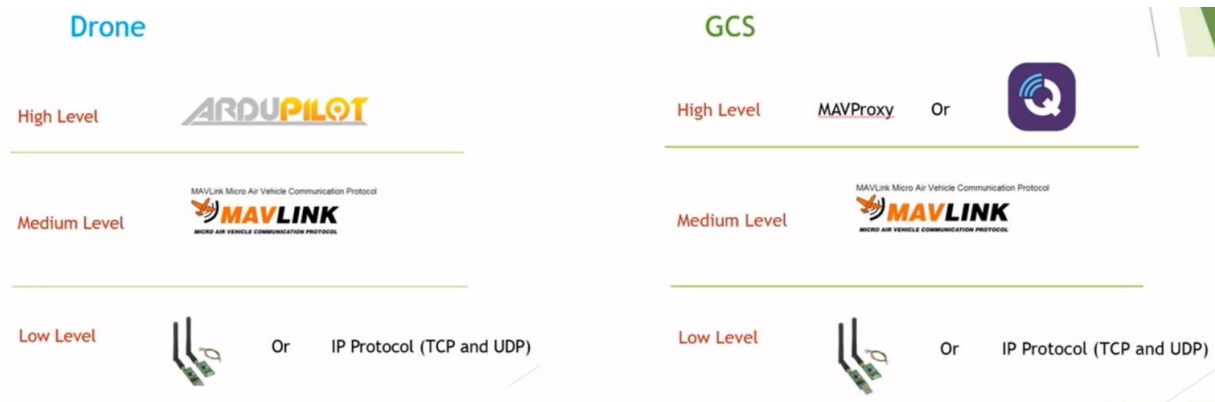 Drone
High Level
ARDUPILOT
MAVLink Micro Air Vehicle Communication Protocol
Medium Level
MAVLINK
MICRO AIR VEHICLE COMMUNICATION PROTOCOL
Low Level
Or
IP Protocol (TCP and UDP)
GCS
High Level
MAVProxy
Or
Q
MAVLink Micro Air Vehicle Communication Protocol
Medium Level
MAVLINK
MICRO AIR VEHICLE COMMUNICATION PROTOCOL
Low Level
Or
IP Protocol (TCP and UDP)